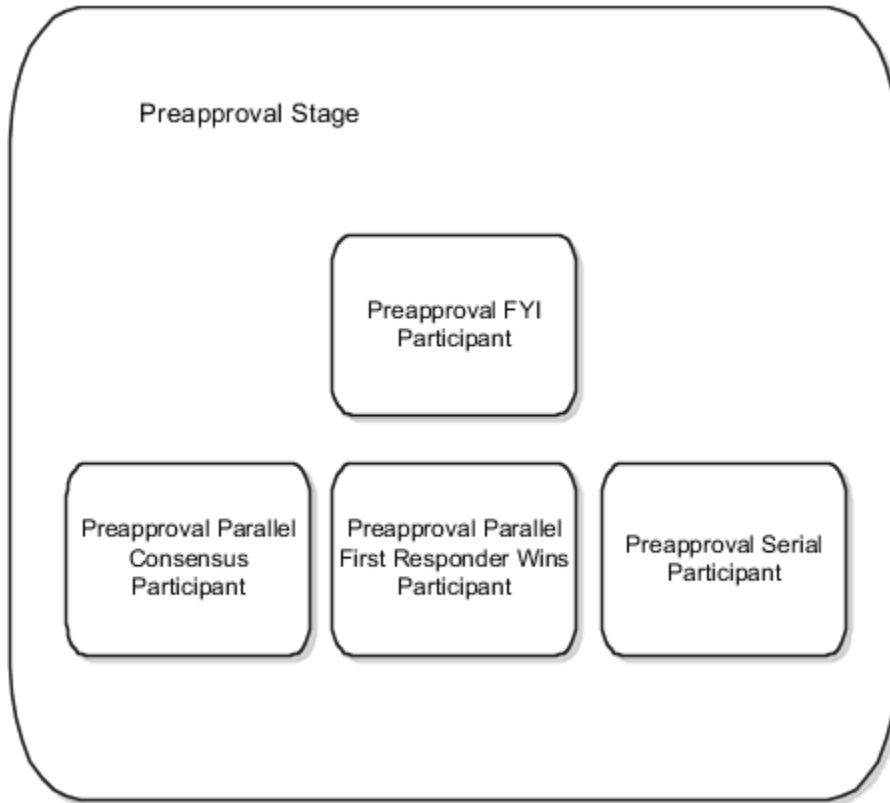 Preapproval Stage
Preapproval FYI
Participant
Preapproval Parallel
Consensus
Participant
Preapproval Parallel
First Responder Wins
Participant
Preapproval Serial
Participant